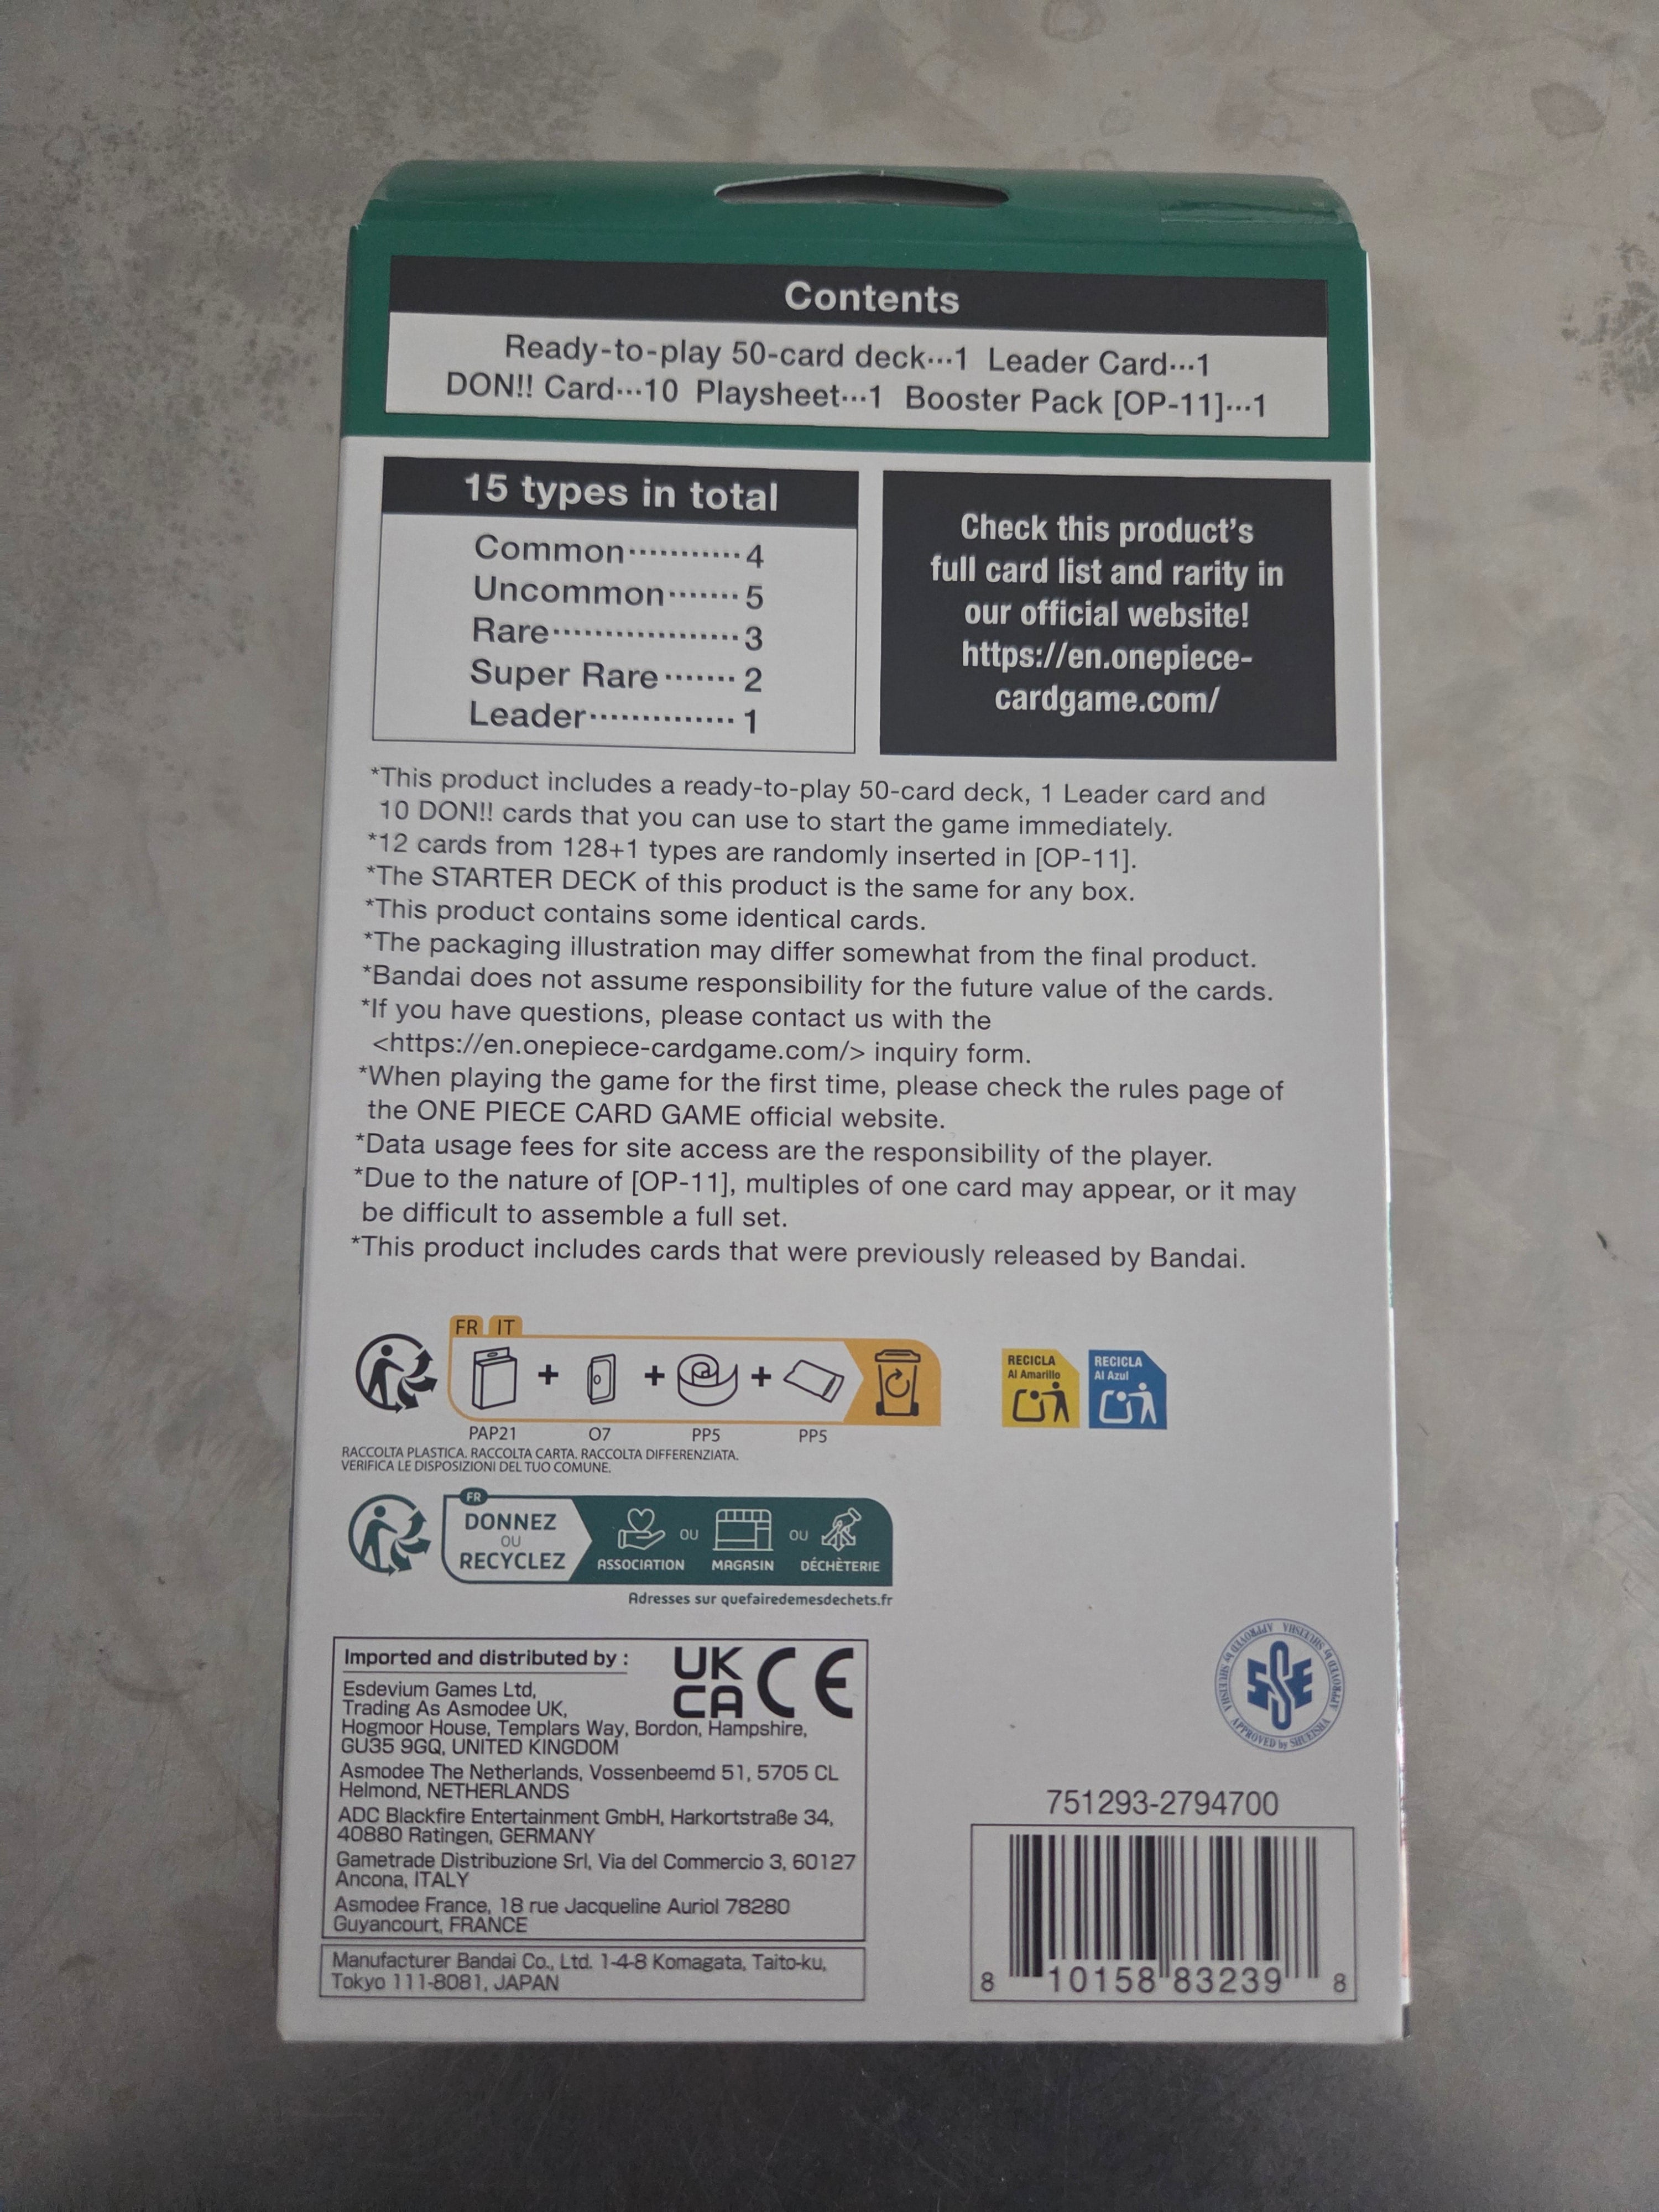 Contents
Ready-to-play 50-card deck···1 Leader Card···1
DON!! Card···10 Playsheet···1 Booster Pack [OP-11]···1
15 types in total
Common···········4
Uncommon·······5
Rare··················3
Super Rare·······2
Leader··············1
Check this product's
full card list and rarity in
our official website!
https://en.onepiece-
cardgame.com/
*This product includes a ready-to-play 50-card deck, 1 Leader card and
10 DON!! cards that you can use to start the game immediately.
*12 cards from 128+1 types are randomly inserted in [OP-11].
*The STARTER DECK of this product is the same for any box.
*This product contains some identical cards.
*The packaging illustration may differ somewhat from the final product.
*Bandai does not assume responsibility for the future value of the cards.
*If you have questions, please contact us with the
<https://en.onepiece-cardgame.com/> inquiry form.
*When playing the game for the first time, please check the rules page of
the ONE PIECE CARD GAME official website.
*Data usage fees for site access are the responsibility of the player.
*Due to the nature of [OP-11], multiples of one card may appear, or it may
be difficult to assemble a full set.
*This product includes cards that were previously released by Bandai.
FR IT
+ + +
PAP21 07 PP5 PP5
RACCOLTA PLASTICA. RACCOLTA CARTA. RACCOLTA DIFFERENZIATA.
VERIFICA LE DISPOSIZIONI DEL TUO COMUNE.
RECICLA
Al Amarillo
RECICLA
Al Azul
FR
DONNEZ
OU
RECYCLEZ
ASSOCIATION OU MAGASIN OU DÉCHÈTERIE
Adresses sur quefairedemesdechets.fr
Imported and distributed by :
UK
CA CE
Esdevium Games Ltd,
Trading As Asmodee UK,
Hogmoor House, Templars Way, Bordon, Hampshire,
GU35 9GQ, UNITED KINGDOM
Asmodee The Netherlands, Vossenbeemd 51, 5705 CL
Helmond, NETHERLANDS
ADC Blackfire Entertainment GmbH, Harkortstraße 34,
40880 Ratingen, GERMANY
Gametrade Distribuzione Srl, Via del Commercio 3, 60127
Ancona, ITALY
Asmodee France, 18 rue Jacqueline Auriol 78280
Guyancourt, FRANCE
Manufacturer Bandai Co., Ltd. 1-4-8 Komagata, Taito-ku,
Tokyo 111-8081, JAPAN
APPROVED by SHUEISHA APPROVED by SHUEISHA APPROVED by SHUEISHA
SSE
751293-2794700
8 10158 83239 8